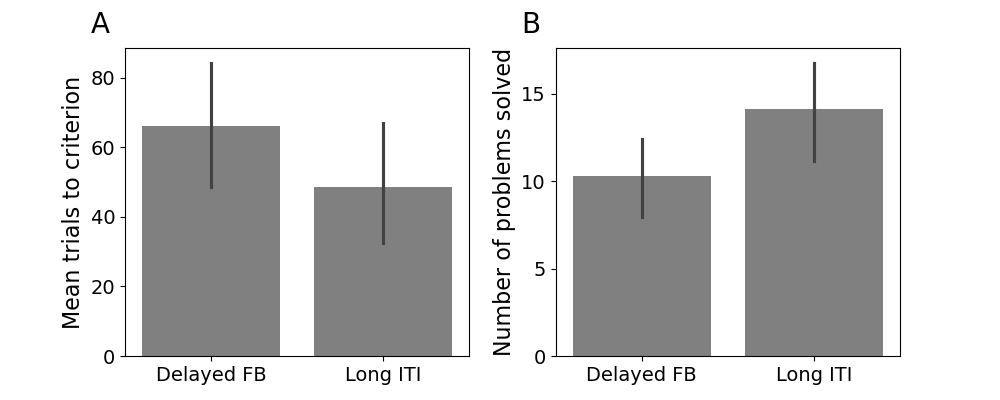 A
Mean trials to criterion
80
60
40
20
0
Delayed FB Long ITI
B
Number of problems solved
15
10
5
0
Delayed FB Long ITI